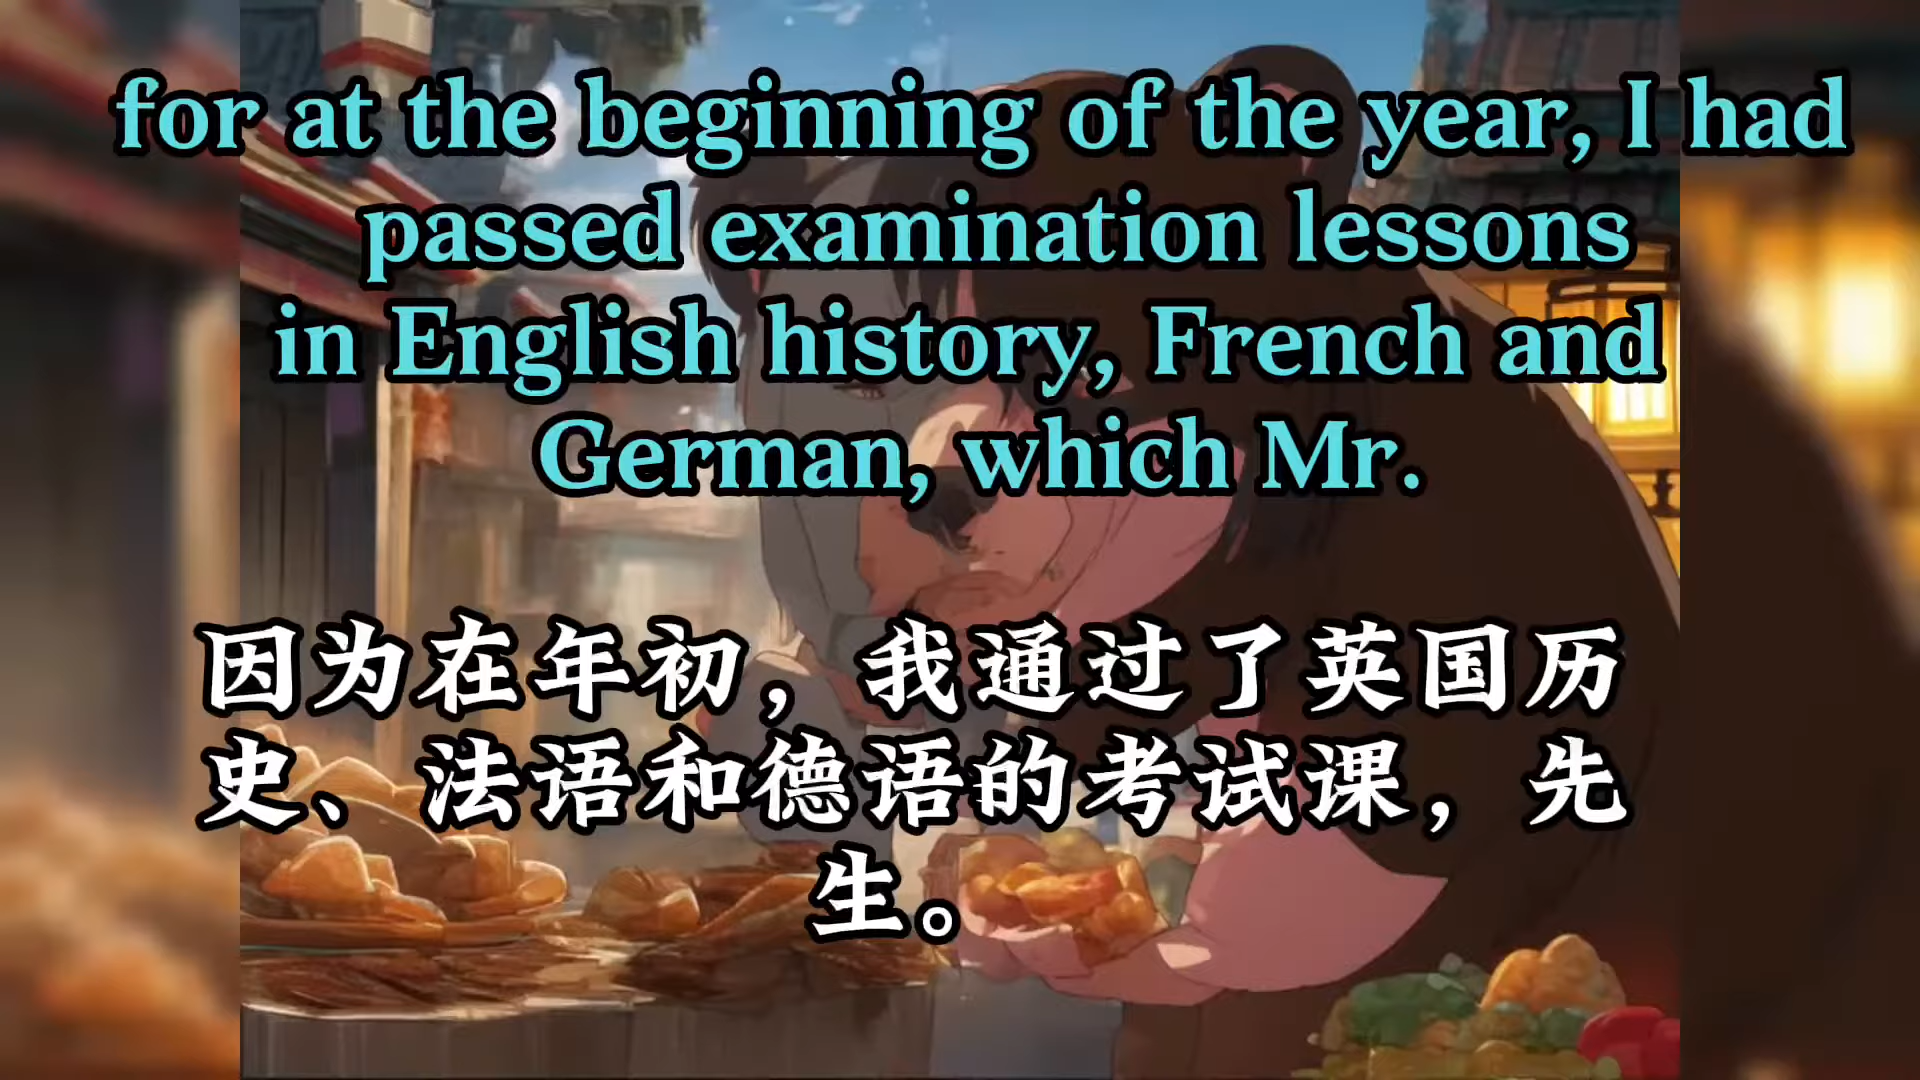 for at the beginning of the year, I had
passed examination lessons
in English history, French and
German, which Mr.
因为在年初，我通过了英国历
史、法语和德语的考试课，先
生。